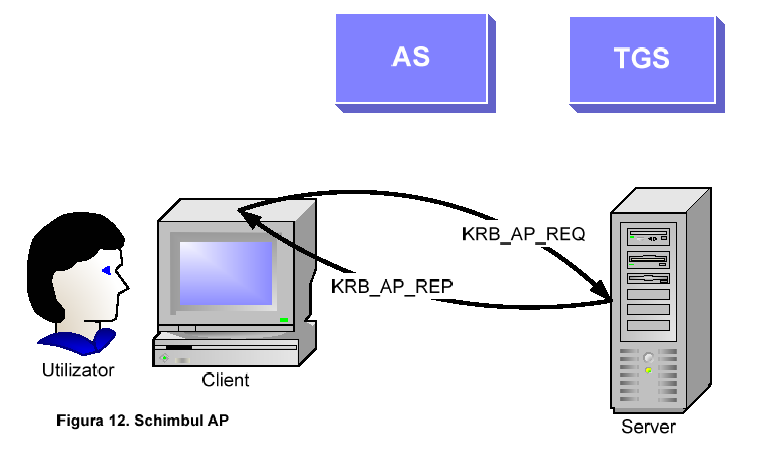 AS
TGS
KRB_AP_REQ
KRB_AP_REP
Utilizator
Client
Server
Figura 12. Schimbul AP